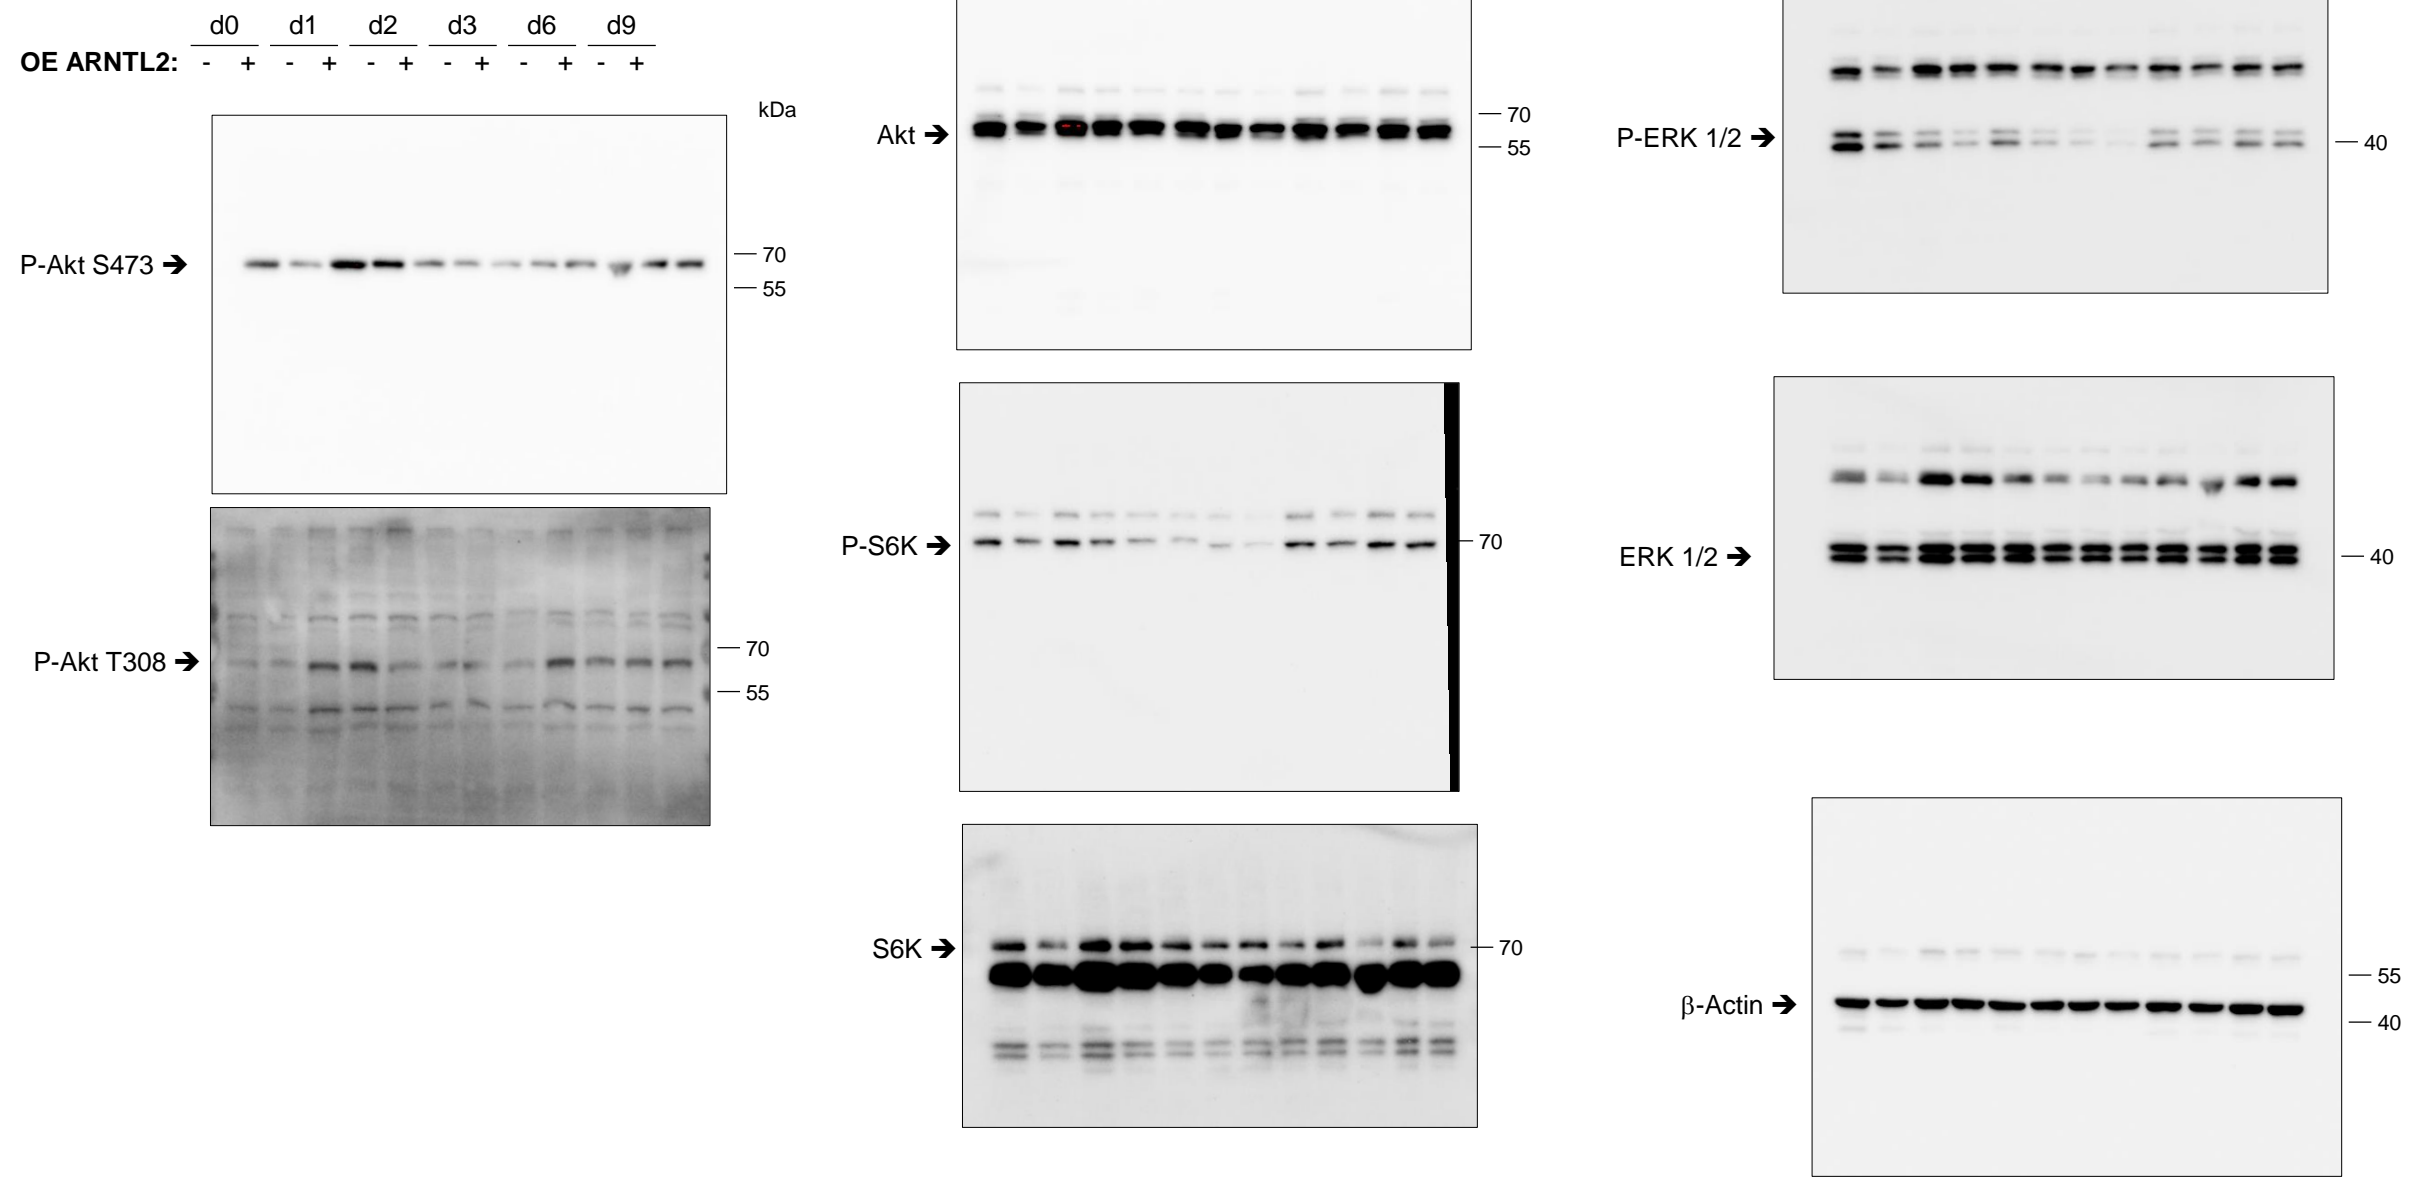 d0 d1 d2 d3 d6 d9
OE ARNTL2: - + - + - + - + - + - +
kDa
P-Akt S473 ➔
70
55
P-Akt T308 ➔
70
55
Akt ➔
70
55
P-S6K ➔
70
S6K ➔
70
P-ERK 1/2 ➔
40
ERK 1/2 ➔
40
β-Actin ➔
55
40